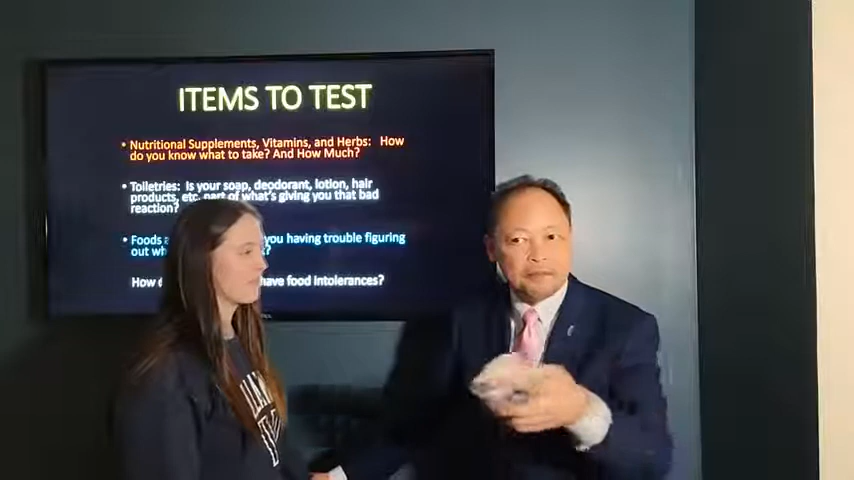 ITEMS TO TEST
• Nutritional Supplements, Vitamins, and Herbs: How
do you know what to take? And How Much?
• Toiletries: Is your soap, deodorant, lotion, hair
products, etc. part of what's giving you that bad
reaction?
• Foods you having trouble figuring
out
How have food intolerances?